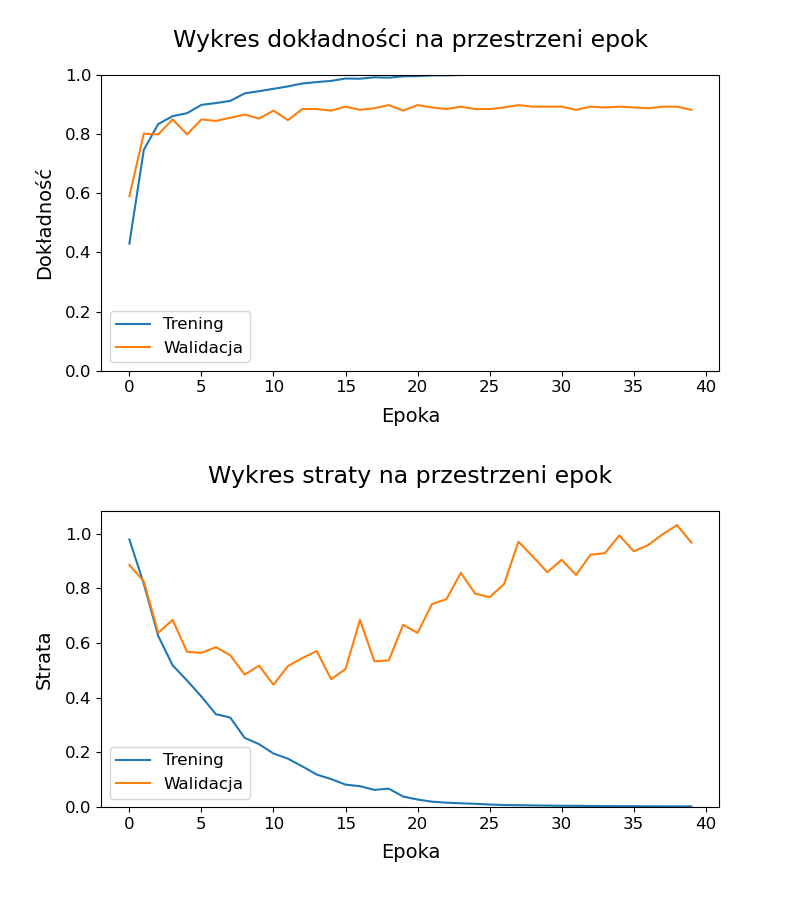 Wykres dokładności na przestrzeni epok
1.0
0.8
0.6
0.4
0.2
0.0
Dokładność
Trening
Walidacja
0 5 10 15 20 25 30 35 40
Epoka
Wykres straty na przestrzeni epok
1.0
0.8
0.6
0.4
0.2
0.0
Strata
Trening
Walidacja
0 5 10 15 20 25 30 35 40
Epoka